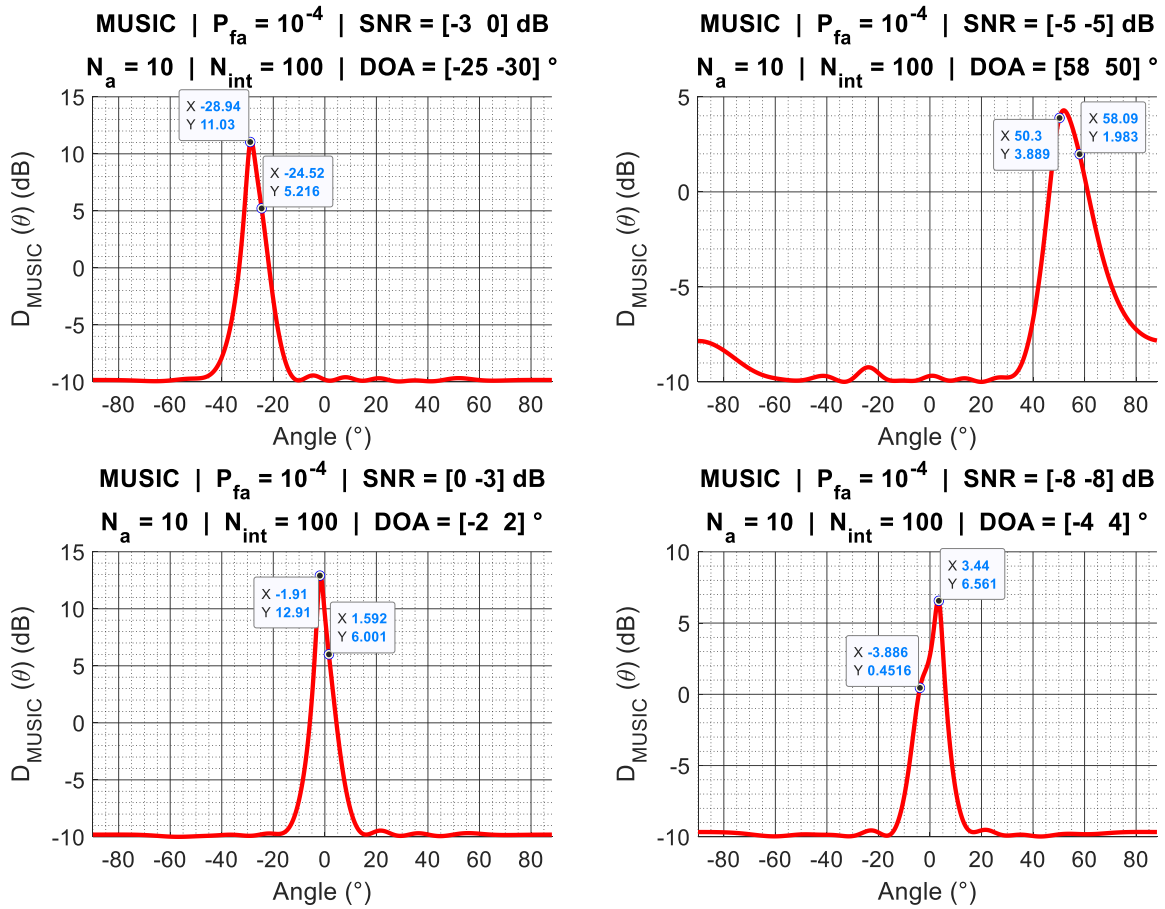 MUSIC | P_fa = 10^-4 | SNR = [-3 0] dB
N_a = 10 | N_int = 100 | DOA = [-25 -30] °
15
10
5
0
-5
-10
D_MUSIC(θ) (dB)
X -28.94
Y 11.03
X -24.52
Y 5.216
-80 -60 -40 -20 0 20 40 60 80
Angle (°)
MUSIC | P_fa = 10^-4 | SNR = [-5 -5] dB
N_a = 10 | N_int = 100 | DOA = [58 50] °
5
0
-5
-10
D_MUSIC(θ) (dB)
X 50.3
Y 3.889
X 58.09
Y 1.983
-80 -60 -40 -20 0 20 40 60 80
Angle (°)
MUSIC | P_fa = 10^-4 | SNR = [0 -3] dB
N_a = 10 | N_int = 100 | DOA = [-2 2] °
15
10
5
0
-5
-10
D_MUSIC(θ) (dB)
X -1.91
Y 12.91
X 1.592
Y 6.001
-80 -60 -40 -20 0 20 40 60 80
Angle (°)
MUSIC | P_fa = 10^-4 | SNR = [-8 -8] dB
N_a = 10 | N_int = 100 | DOA = [-4 4] °
10
5
0
-5
-10
D_MUSIC(θ) (dB)
X 3.44
Y 6.561
X -3.886
Y 0.4516
-80 -60 -40 -20 0 20 40 60 80
Angle (°)